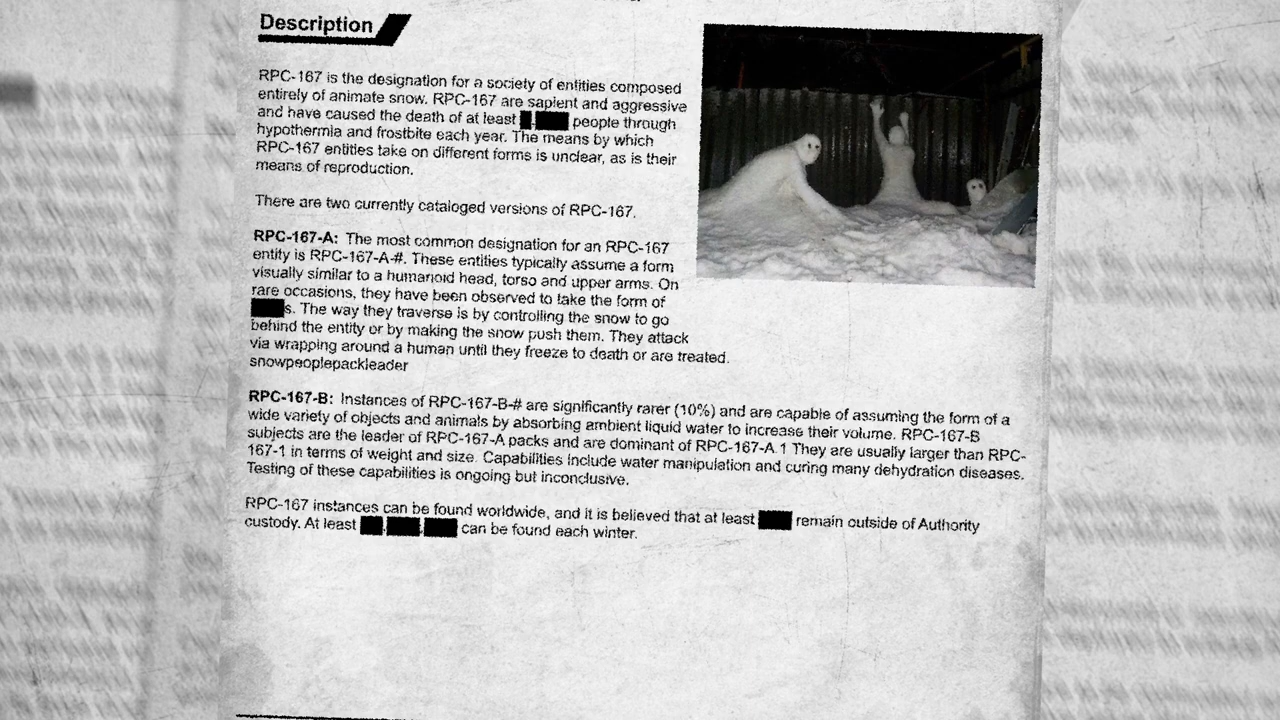 Description
RPC-167 is the designation for a society of entities composed
entirely of animate snow. RPC-167 are sapient and aggressive
and have caused the death of at least people through
hypothermia and frostbite each year. The means by which
RPC-167 entities take on different forms is unclear, as is their
means of reproduction.
There are two currently cataloged versions of RPC-167.
RPC-167-A: The most common designation for an RPC-167
entity is RPC-167-A-#. These entities typically assume a form
visually similar to a humanoid head, torso and upper arms. On
rare occasions, they have been observed to take the form of
s. The way they traverse is by controlling the snow to go
behind the entity or by making the snow push them. They attack
via wrapping around a human until they freeze to death or are treated.
snowpeoplepackleader
RPC-167-B: Instances of RPC-167-B-# are significantly rarer (10%) and are capable of assuming the form of a
wide variety of objects and animals by absorbing ambient liquid water to increase their volume. RPC-167-B
subjects are the leader of RPC-167-A packs and are dominant of RPC-167-A 1 They are usually larger than RPC-
167-1 in terms of weight and size. Capabilities include water manipulation and curing many dehydration diseases.
Testing of these capabilities is ongoing but inconclusive.
RPC-167 instances can be found worldwide, and it is believed that at least remain outside of Authority
custody. At least can be found each winter.